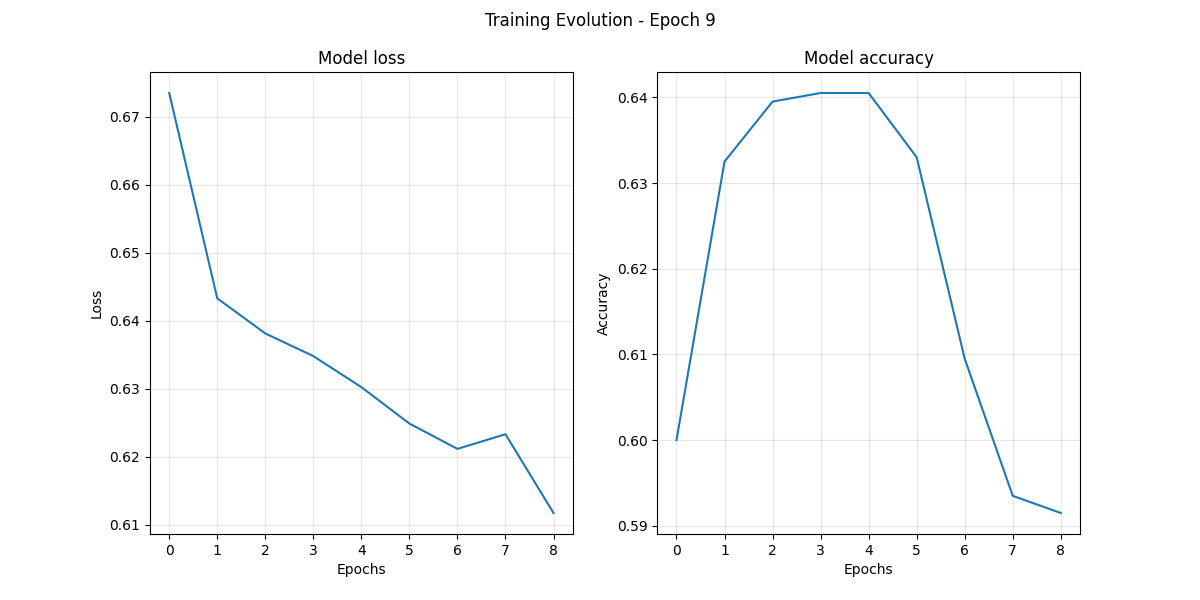 Training Evolution - Epoch 9
Model loss
0.67
0.66
0.65
0.64
0.63
0.62
0.61
Loss
0 1 2 3 4 5 6 7 8
Epochs
Model accuracy
0.64
0.63
0.62
0.61
0.60
0.59
Accuracy
0 1 2 3 4 5 6 7 8
Epochs